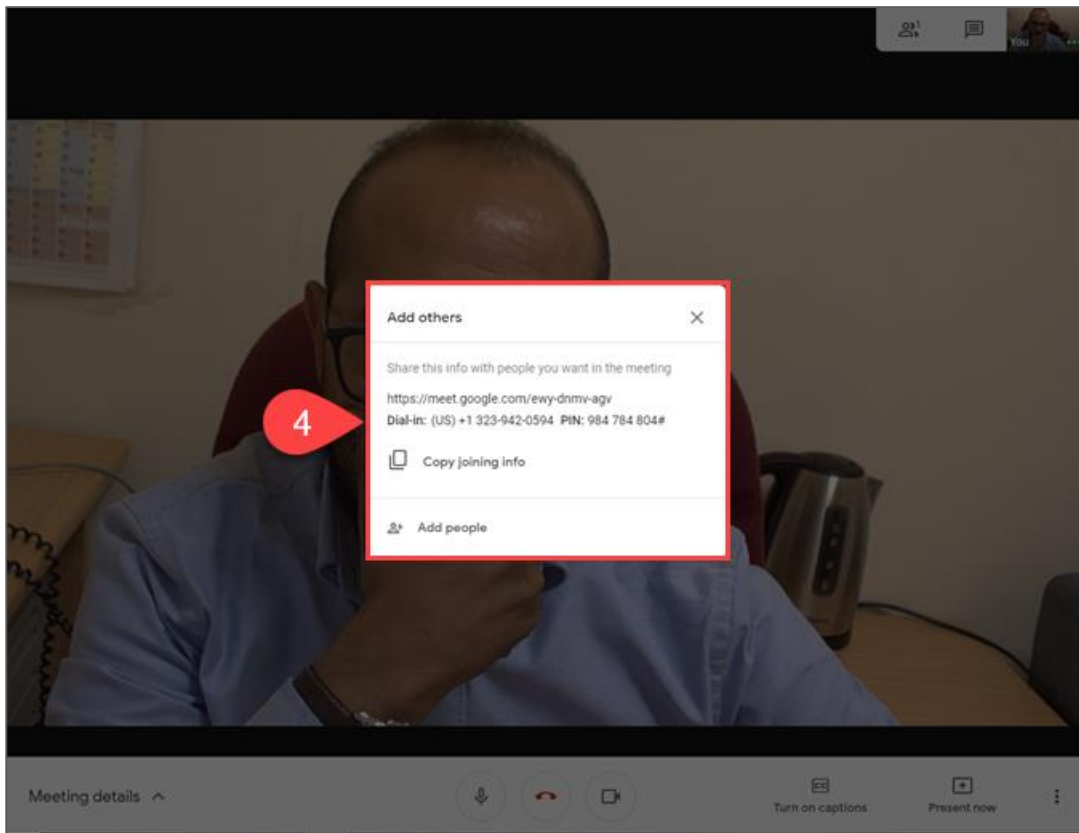 1
You
Add others
Share this info with people you want in the meeting
https://meet.google.com/ewy-dnmv-agv
Dial-in: (US) +1 323-942-0594 PIN: 984 784 804#
4
Copy joining info
Add people
Meeting details
CC
Turn on captions
Present now